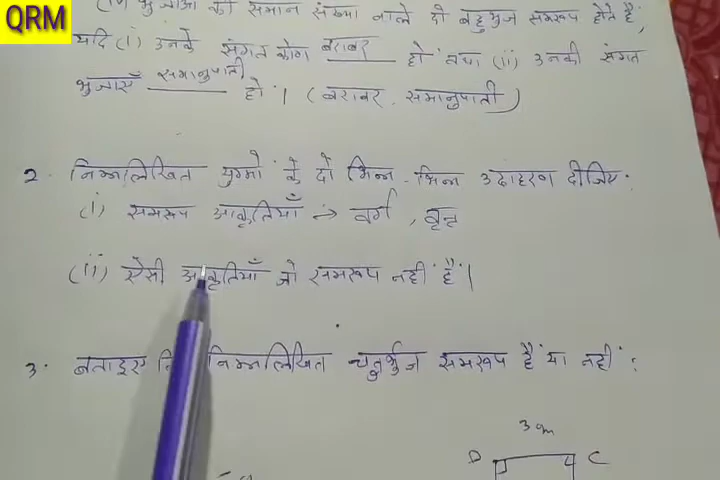 QRM
(iv) भुजाओं की समान संख्या वाले दो बहुभुज समरूप होते हैं,
यदि (i) उनके संगत कोण बराबर हो तथा (ii) उनकी संगत
भुजाएँ समानुपाती हो। (बराबर, समानुपाती)
2. निम्नलिखित युग्मों के दो भिन्न-भिन्न उदाहरण दीजिए.
(i) समरूप आकृतियाँ → वर्ग, वृत्त
(ii) ऐसी आकृतियाँ जो समरूप नहीं हैं।
3. बताइए निम्नलिखित चतुर्भुज समरूप हैं या नहीं :
3 cm
D C